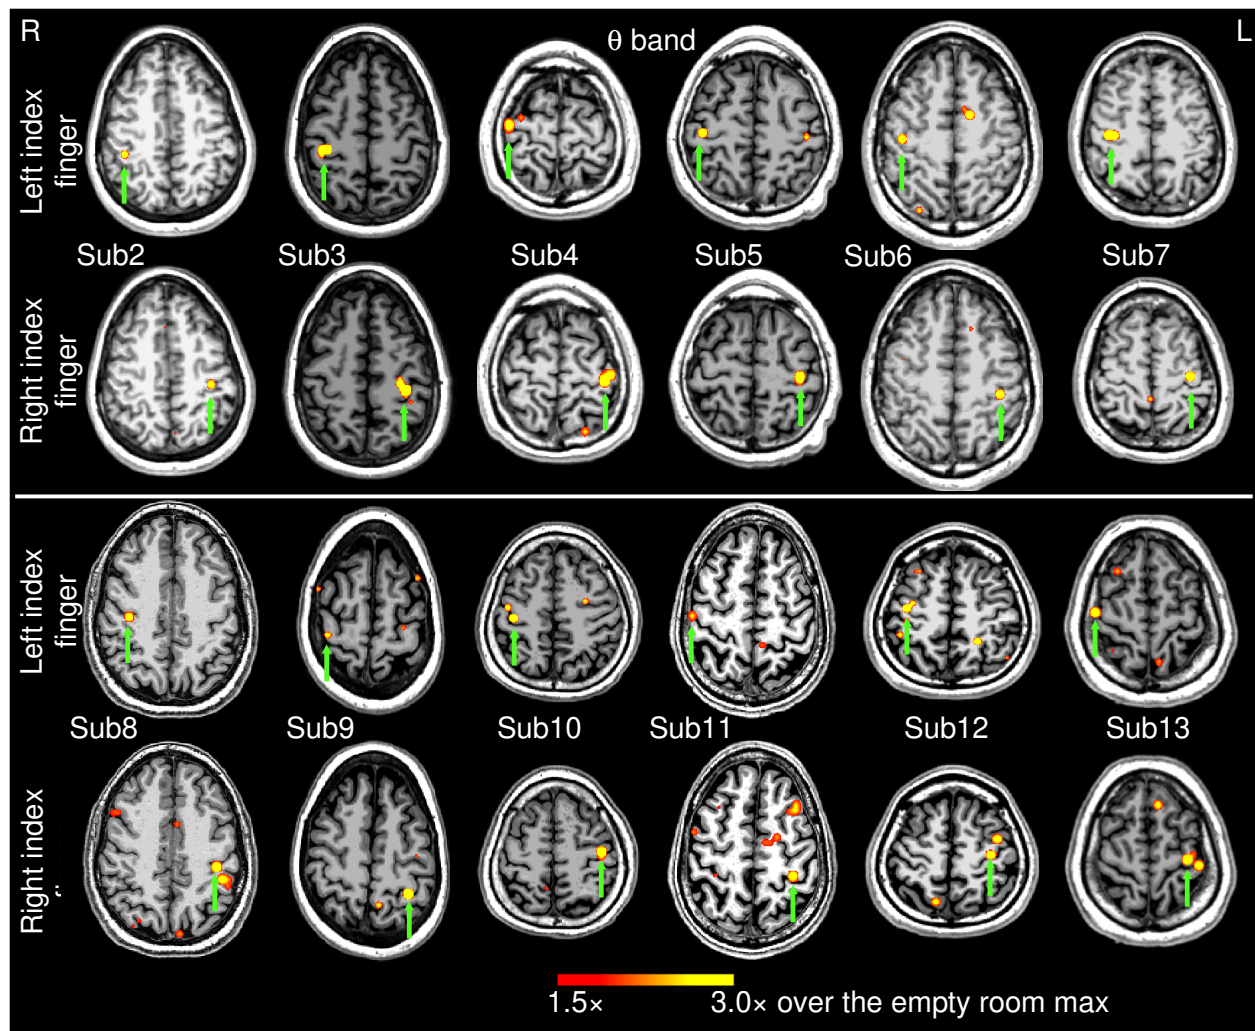 R
θ band
L
Left index
finger
Sub2
Sub3
Sub4
Sub5
Sub6
Sub7
Right index
finger
Left index
finger
Sub8
Sub9
Sub10
Sub11
Sub12
Sub13
Right index
1.5×
3.0× over the empty room max